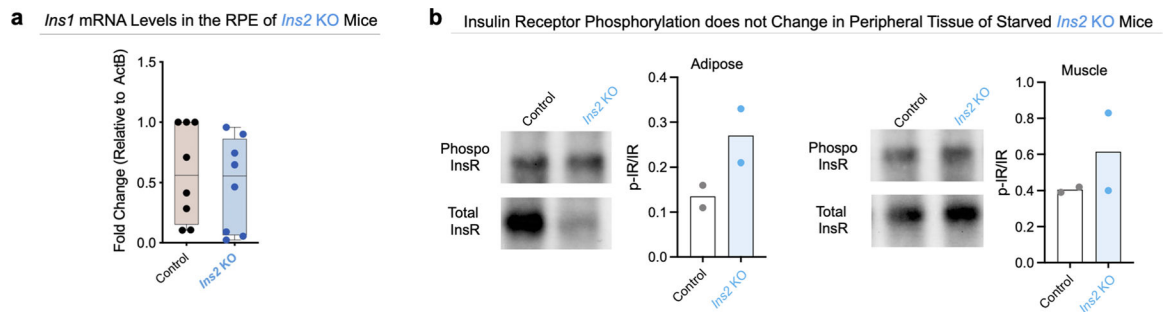 a Ins1 mRNA Levels in the RPE of Ins2 KO Mice
Fold Change (Relative to ActB)
1.5
1.0
0.5
0.0
Control
Ins2 KO
b Insulin Receptor Phosphorylation does not Change in Peripheral Tissue of Starved Ins2 KO Mice
Control
Ins2 KO
Phospo
InsR
Total
InsR
Adipose
p-IR/IR
0.4
0.3
0.2
0.1
0.0
Control
Ins2 KO
Control
Ins2 KO
Phospo
InsR
Total
InsR
Muscle
p-IR/IR
1.0
0.8
0.6
0.4
0.2
0.0
Control
Ins2 KO